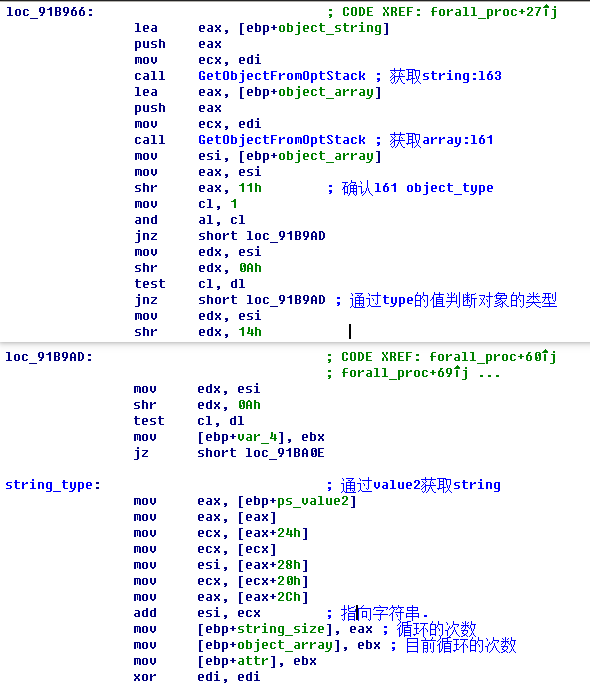 loc_91B966: ; CODE XREF: forall_proc+27↑j
lea eax, [ebp+object_string]
push eax
mov ecx, edi
call GetObjectFromOptStack ; 获取string:l63
lea eax, [ebp+object_array]
push eax
mov ecx, edi
call GetObjectFromOptStack ; 获取array:l61
mov esi, [ebp+object_array]
mov eax, esi
shr eax, 11h ; 确认l61 object_type
mov cl, 1
and al, cl
jnz short loc_91B9AD
mov edx, esi
shr edx, 0Ah
test cl, dl
jnz short loc_91B9AD ; 通过type的值判断对象的类型
mov edx, esi
shr edx, 14h
loc_91B9AD: ; CODE XREF: forall_proc+60↑j
; forall_proc+69↑j ...
mov edx, esi
shr edx, 0Ah
test cl, dl
mov [ebp+var_4], ebx
jz short loc_91BA0E
string_type: ; 通过value2获取string
mov eax, [ebp+ps_value2]
mov eax, [eax]
mov ecx, [eax+24h]
mov ecx, [ecx]
mov esi, [eax+28h]
mov ecx, [ecx+20h]
mov eax, [eax+2Ch]
add esi, ecx ; 指向字符串.
mov [ebp+string_size], eax ; 循环的次数
mov [ebp+object_array], ebx ; 目前循环的次数
mov [ebp+attr], ebx
xor edi, edi